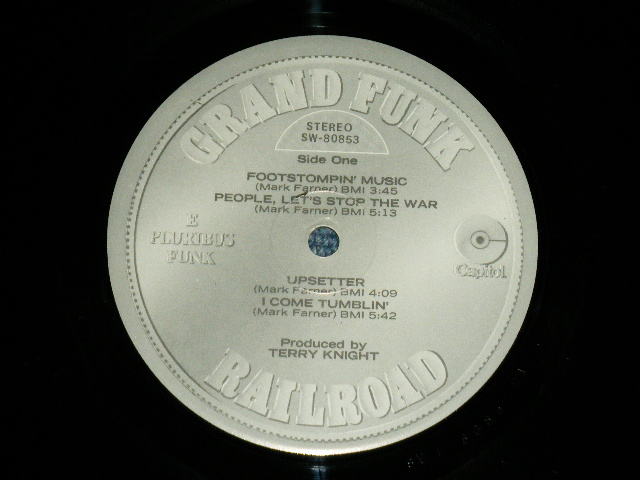 GRAND FUNK
STEREO
SW-80853
Side One
FOOTSTOMPIN' MUSIC
(Mark Farner) BMI 3:45
PEOPLE, LET'S STOP THE WAR
(Mark Farner) BMI 5:13
E
PLURIBUS
FUNK
Capitol
UPSETTER
(Mark Farner) BMI 4:09
I COME TUMBLIN'
(Mark Farner) BMI 5:42
Produced by
TERRY KNIGHT
RAILROAD